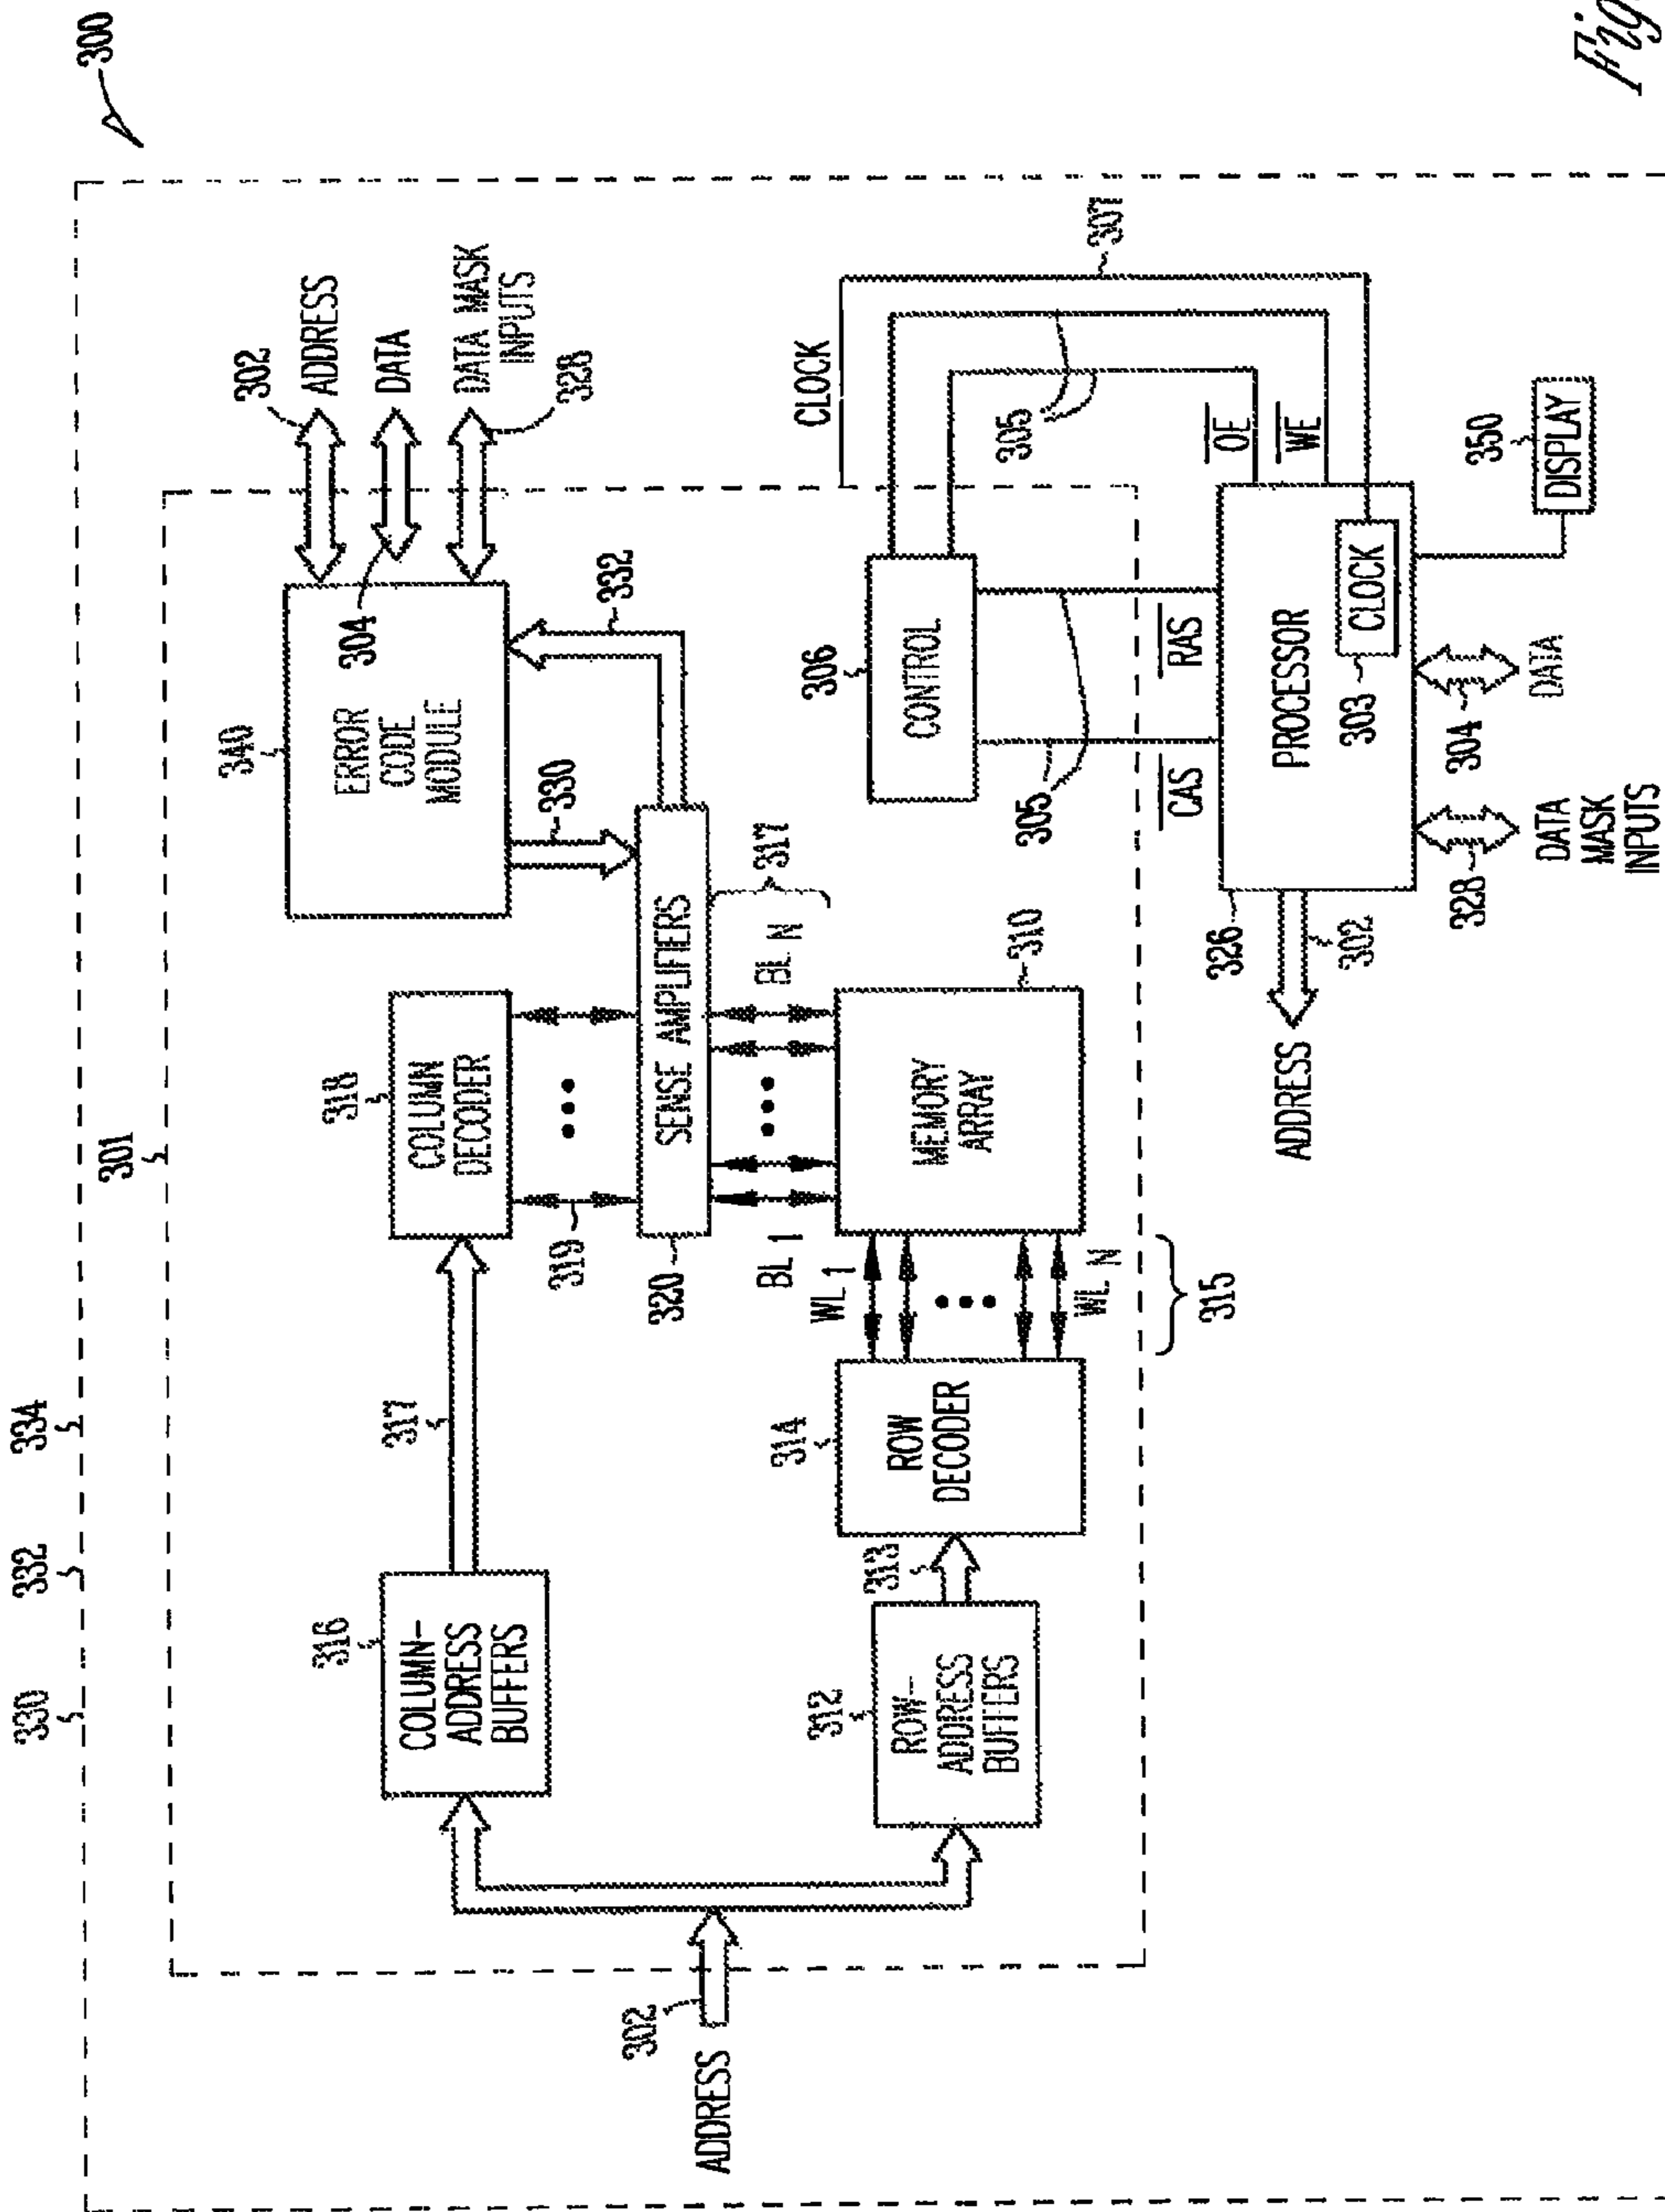 300
330
332
334
301
316
COLUMN-
ADDRESS
BUFFERS
317
318
COLUMN
DECODER
340
ERROR
CODE
MODULE
302
ADDRESS
304
DATA
DATA MASK
INPUTS
328
319
330
332
320
SENSE AMPLIFIERS
317
BL 1
BL N
302
ADDRESS
312
ROW-
ADDRESS
BUFFERS
313
314
ROW
DECODER
WL 1
WL N
315
MEMORY
ARRAY
310
306
CONTROL
CLOCK
307
305
305
CAS
RAS
OE
WE
326
PROCESSOR
303
CLOCK
302
ADDRESS
328
DATA
MASK
INPUTS
304
DATA
350
DISPLAY
Fig